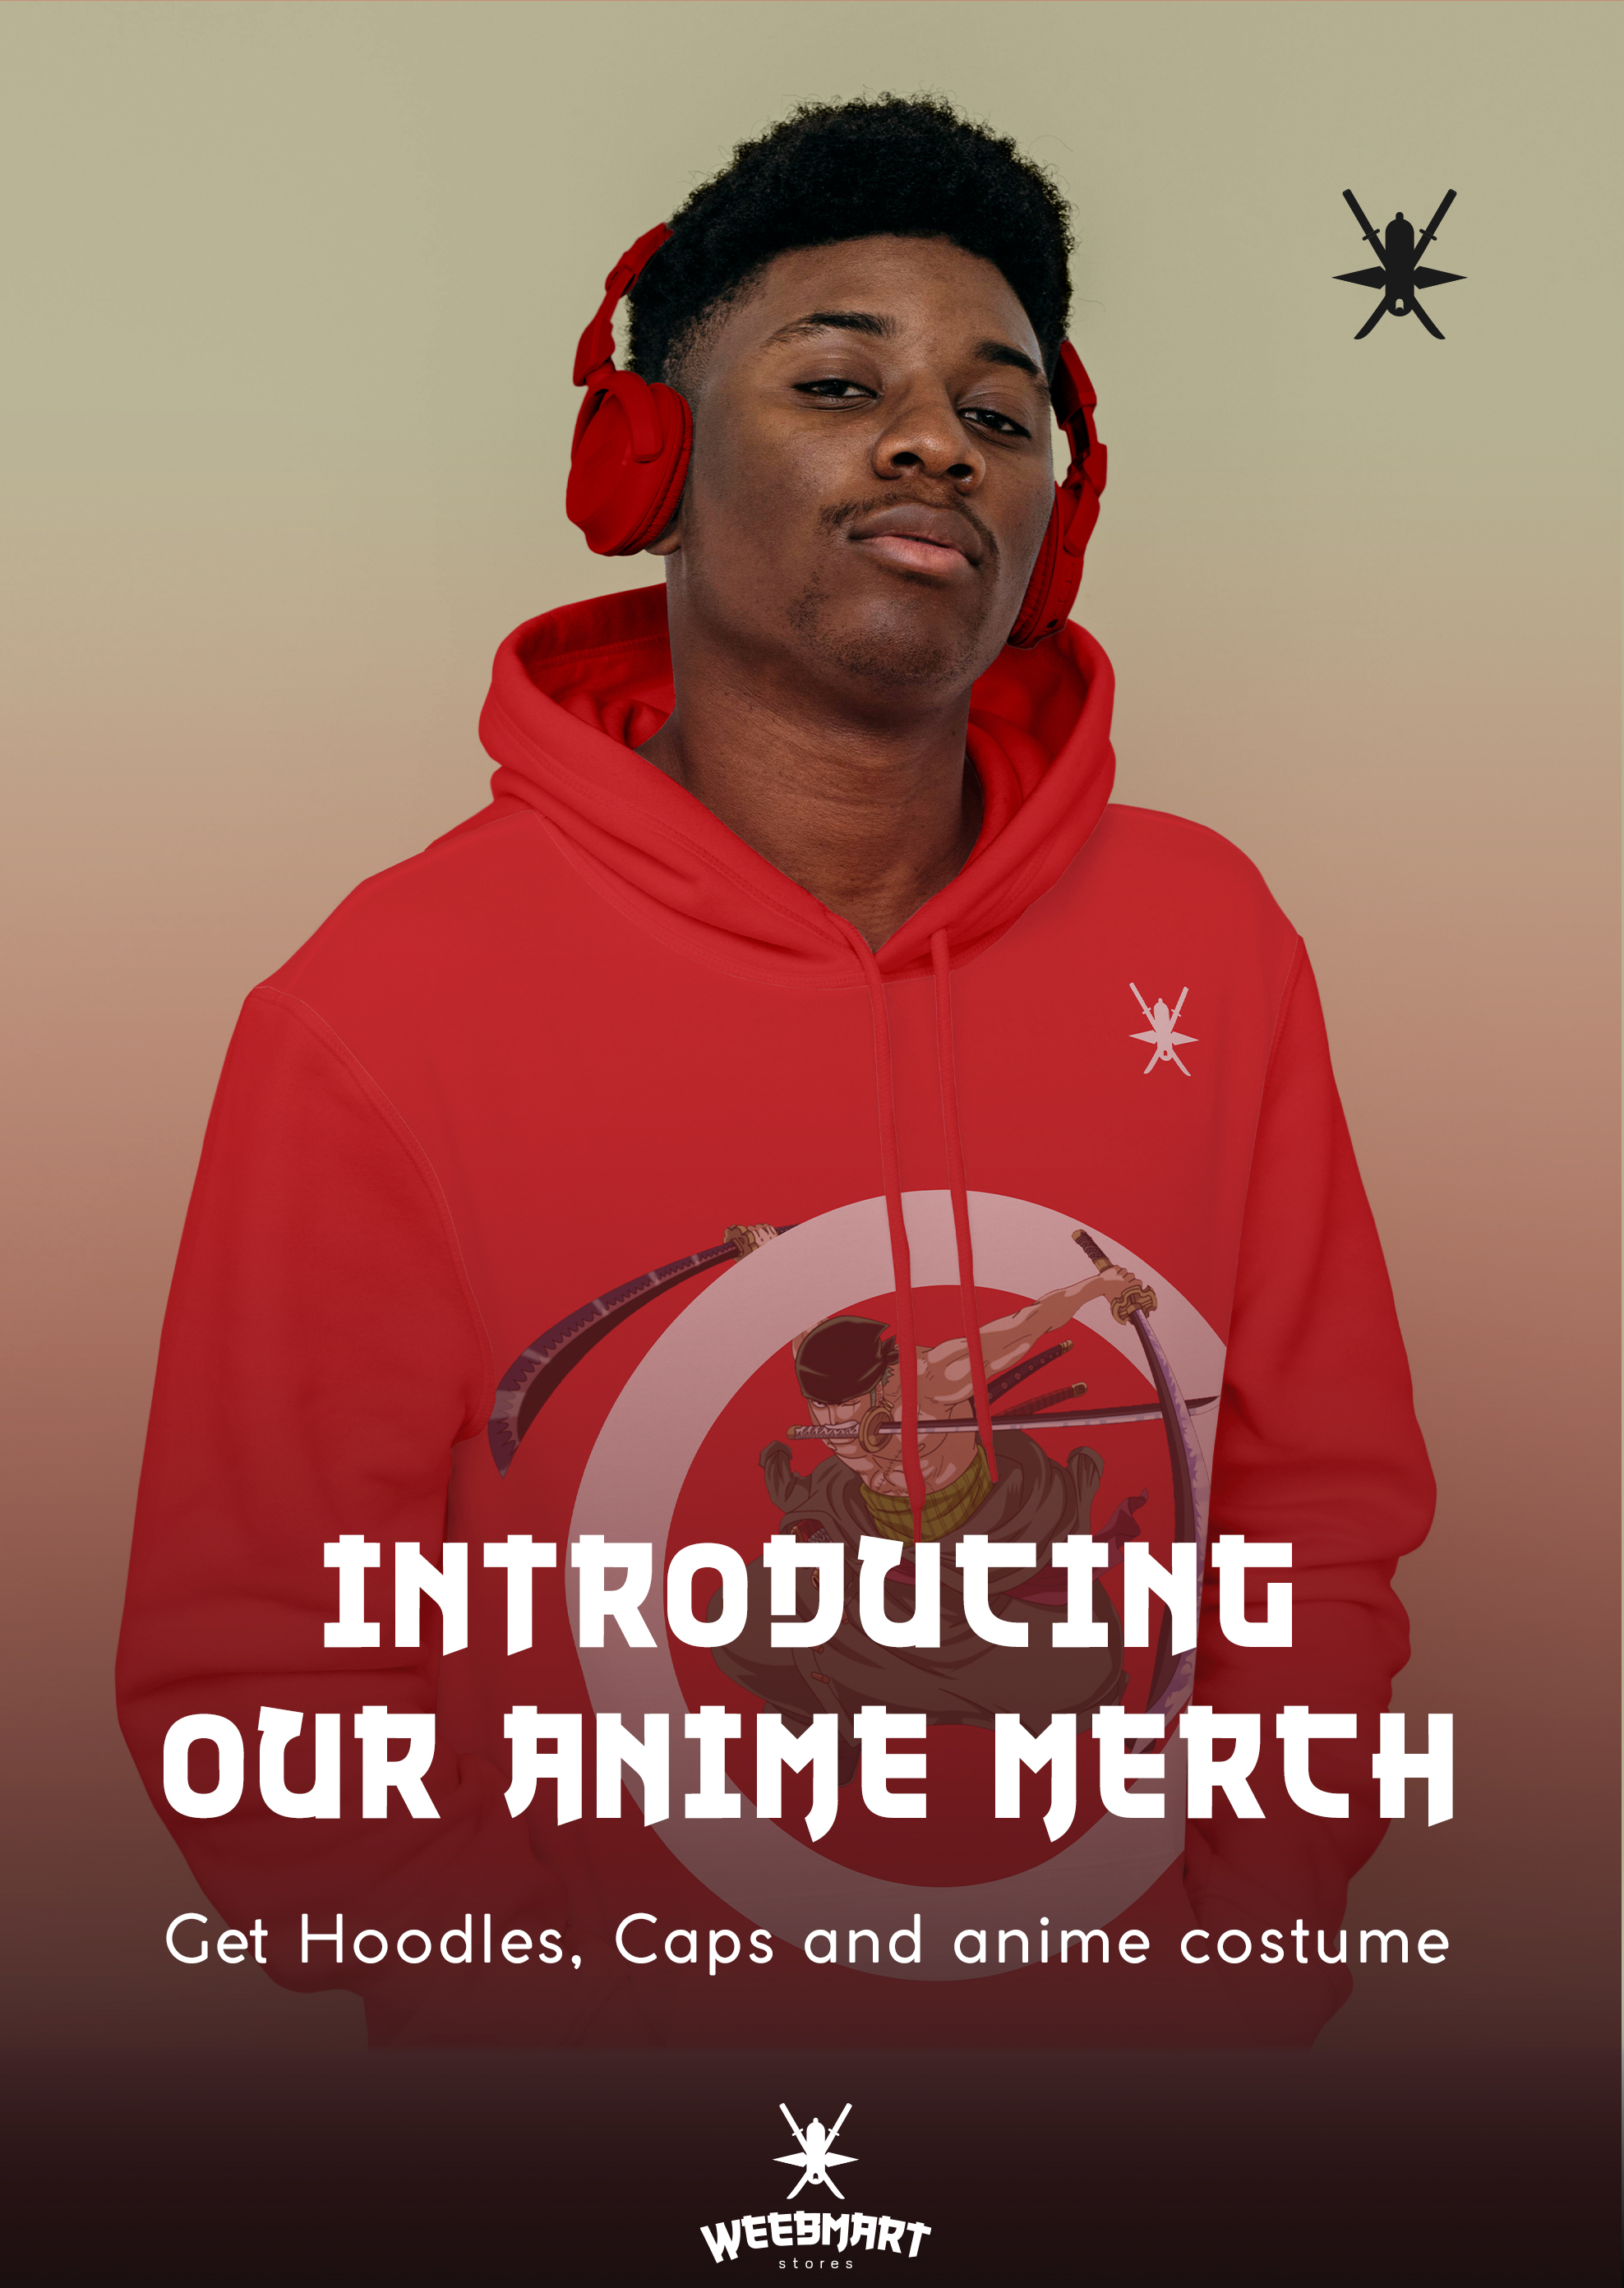 INTRODUCING
OUR ANIME MERCH
Get Hoodles, Caps and anime costume
WEEBMART
stores